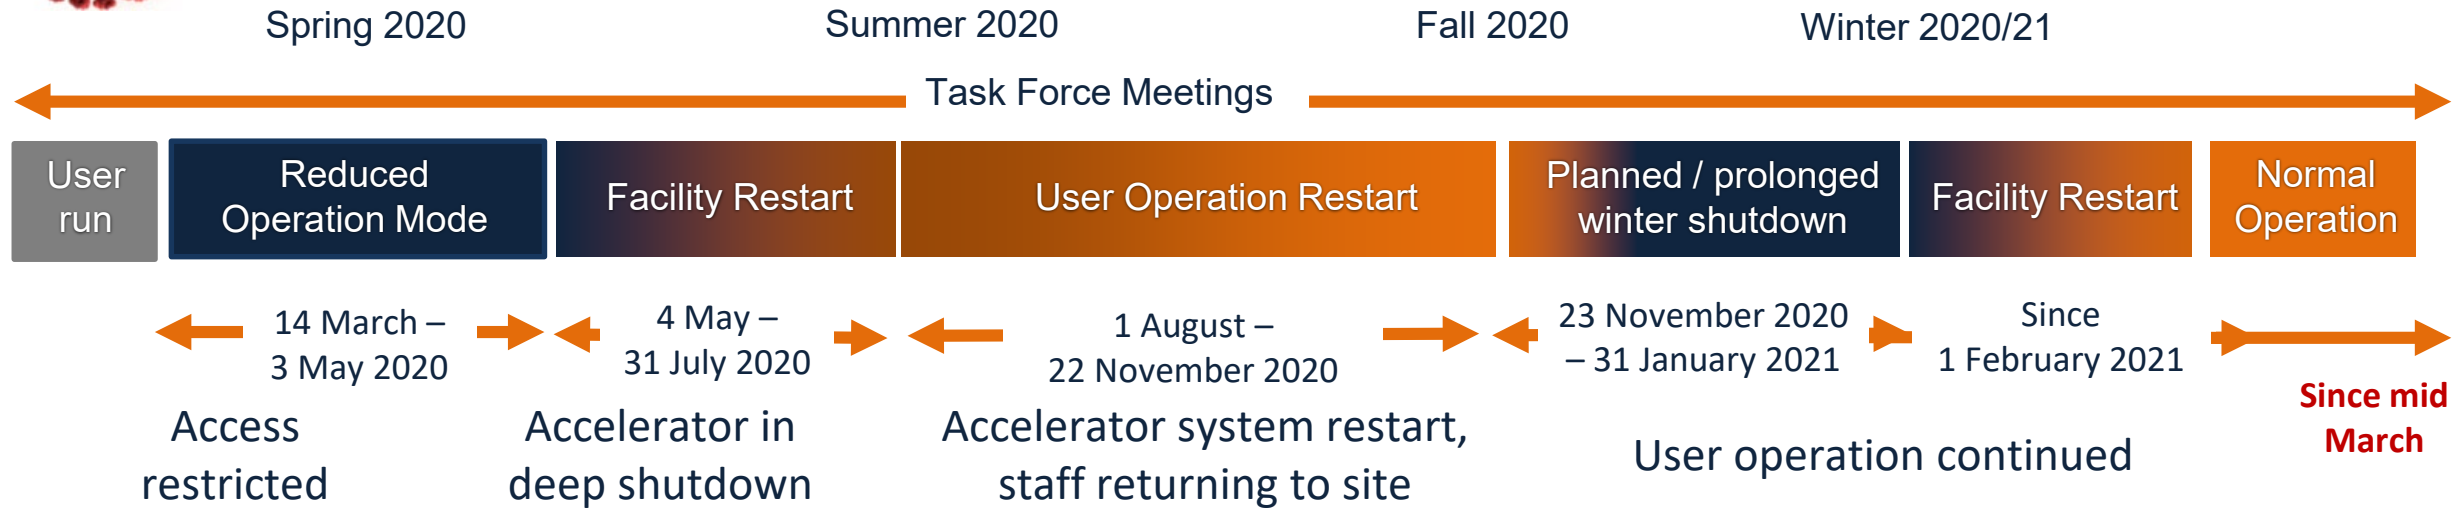 Spring 2020
Summer 2020
Fall 2020
Winter 2020/21
Task Force Meetings
User
run
Reduced
Operation Mode
Facility Restart
User Operation Restart
Planned / prolonged
winter shutdown
Facility Restart
Normal
Operation
14 March –
3 May 2020
4 May –
31 July 2020
1 August –
22 November 2020
23 November 2020
– 31 January 2021
Since
1 February 2021
Since mid
March
Access
restricted
Accelerator in
deep shutdown
Accelerator system restart,
staff returning to site
User operation continued